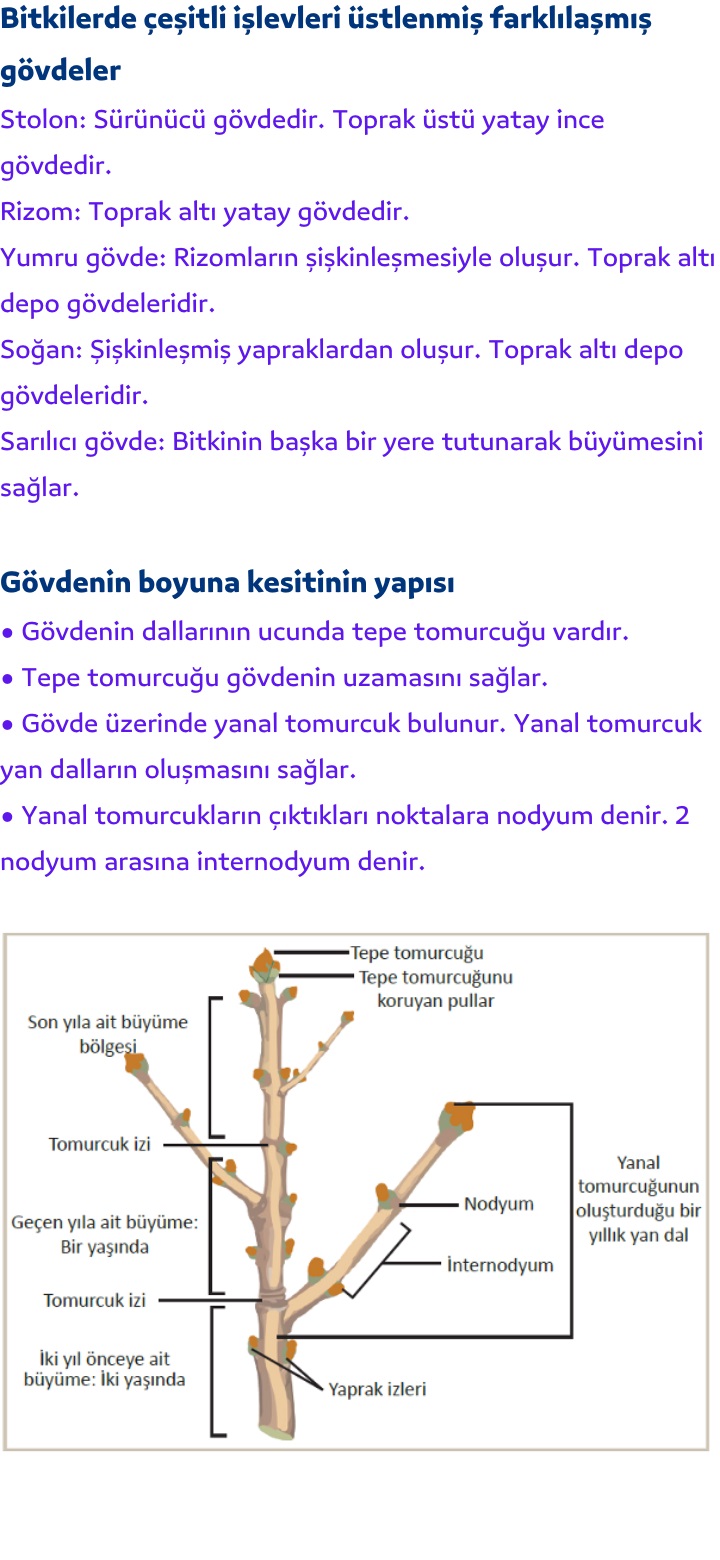 Bitkilerde çeşitli işlevleri üstlenmiş farklılaşmış
gövdeler
Stolon: Sürünücü gövdedir. Toprak üstü yatay ince
gövdedir.
Rizom: Toprak altı yatay gövdedir.
Yumru gövde: Rizomların şişkinleşmesiyle oluşur. Toprak altı
depo gövdeleridir.
Soğan: Şişkinleşmiş yapraklardan oluşur. Toprak altı depo
gövdeleridir.
Sarılıcı gövde: Bitkinin başka bir yere tutunarak büyümesini
sağlar.
Gövdenin boyuna kesitinin yapısı
• Gövdenin dallarının ucunda tepe tomurcuğu vardır.
• Tepe tomurcuğu gövdenin uzamasını sağlar.
• Gövde üzerinde yanal tomurcuk bulunur. Yanal tomurcuk
yan dalların oluşmasını sağlar.
• Yanal tomurcukların çıktıkları noktalara nodyum denir. 2
nodyum arasına internodyum denir.
Tepe tomurcuğu
Tepe tomurcuğunu
koruyan pullar
Son yıla ait büyüme
bölgesi
Tomurcuk izi
Yanal
tomurcuğunun
oluşturduğu bir
yıllık yan dal
Nodyum
Geçen yıla ait büyüme:
Bir yaşında
İnternodyum
Tomurcuk izi
İki yıl önceye ait
büyüme: İki yaşında
Yaprak izleri